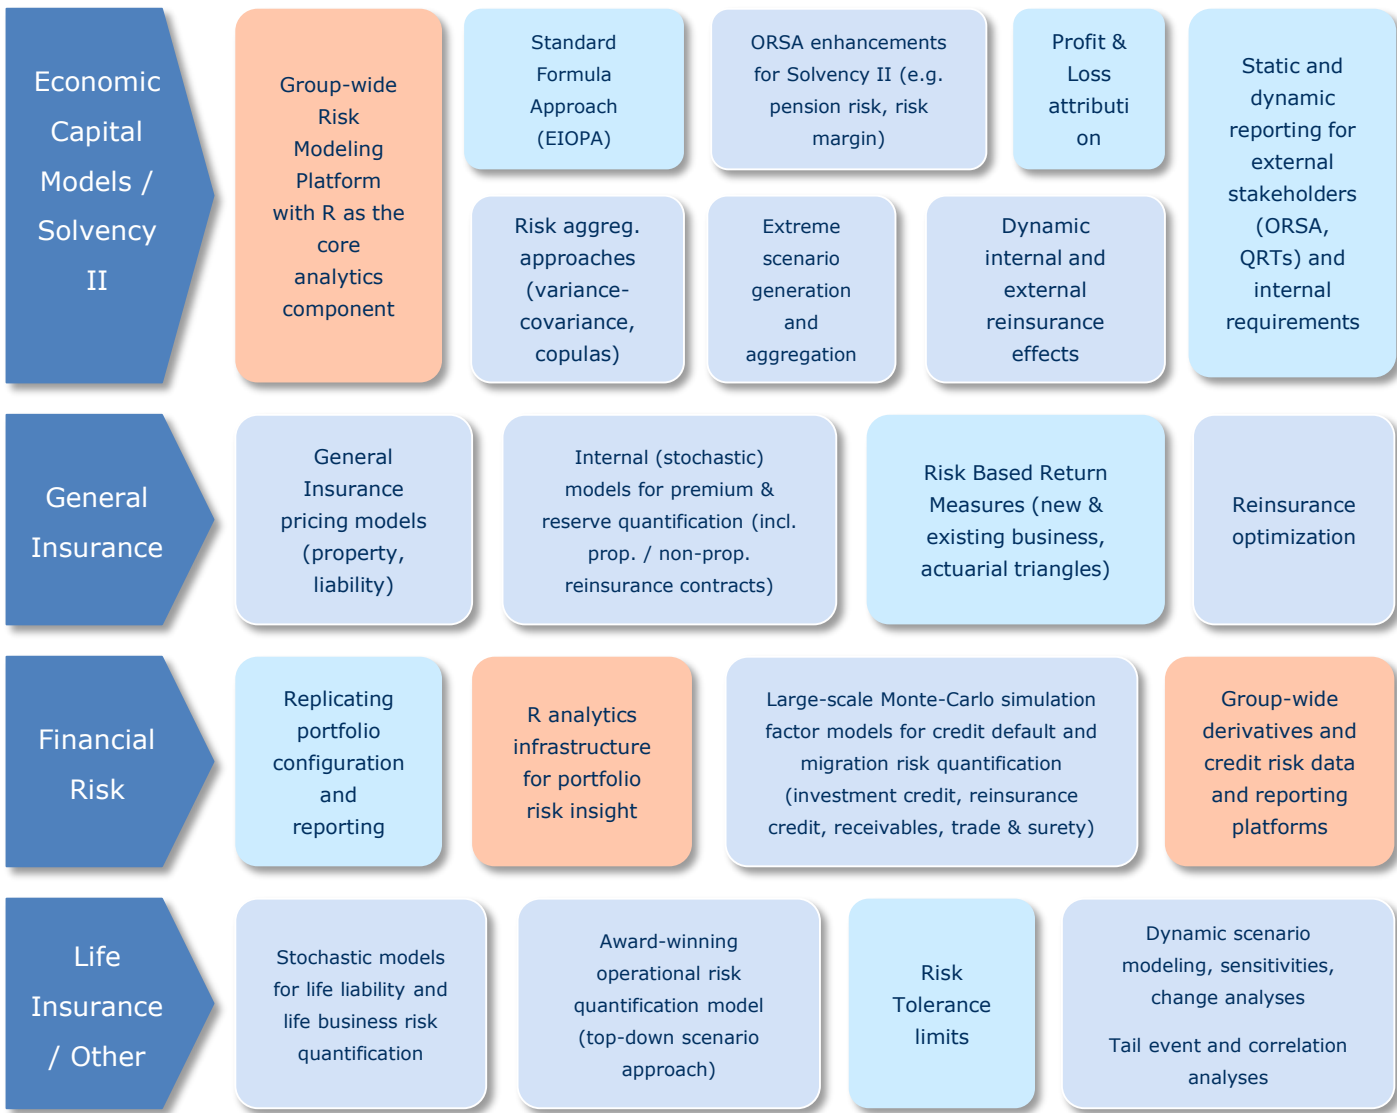 Economic
Capital
Models /
Solvency
II
Group-wide
Risk
Modeling
Platform
with R as the
core
analytics
component
Standard
Formula
Approach
(EIOPA)
ORSA enhancements
for Solvency II (e.g.
pension risk, risk
margin)
Profit &
Loss
attributi
on
Static and
dynamic
reporting for
external
stakeholders
(ORSA,
QRTs) and
internal
requirements
Risk aggreg.
approaches
(variance-
covariance,
copulas)
Extreme
scenario
generation
and
aggregation
Dynamic
internal and
external
reinsurance
effects
General
Insurance
General
Insurance
pricing models
(property,
liability)
Internal (stochastic)
models for premium &
reserve quantification (incl.
prop. / non-prop.
reinsurance contracts)
Risk Based Return
Measures (new &
existing business,
actuarial triangles)
Reinsurance
optimization
Financial
Risk
Replicating
portfolio
configuration
and
reporting
R analytics
infrastructure
for portfolio
risk insight
Large-scale Monte-Carlo simulation
factor models for credit default and
migration risk quantification
(investment credit, reinsurance
credit, receivables, trade & surety)
Group-wide
derivatives and
credit risk data
and reporting
platforms
Life
Insurance
/ Other
Stochastic models
for life liability and
life business risk
quantification
Award-winning
operational risk
quantification model
(top-down scenario
approach)
Risk
Tolerance
limits
Dynamic scenario
modeling, sensitivities,
change analyses
Tail event and correlation
analyses